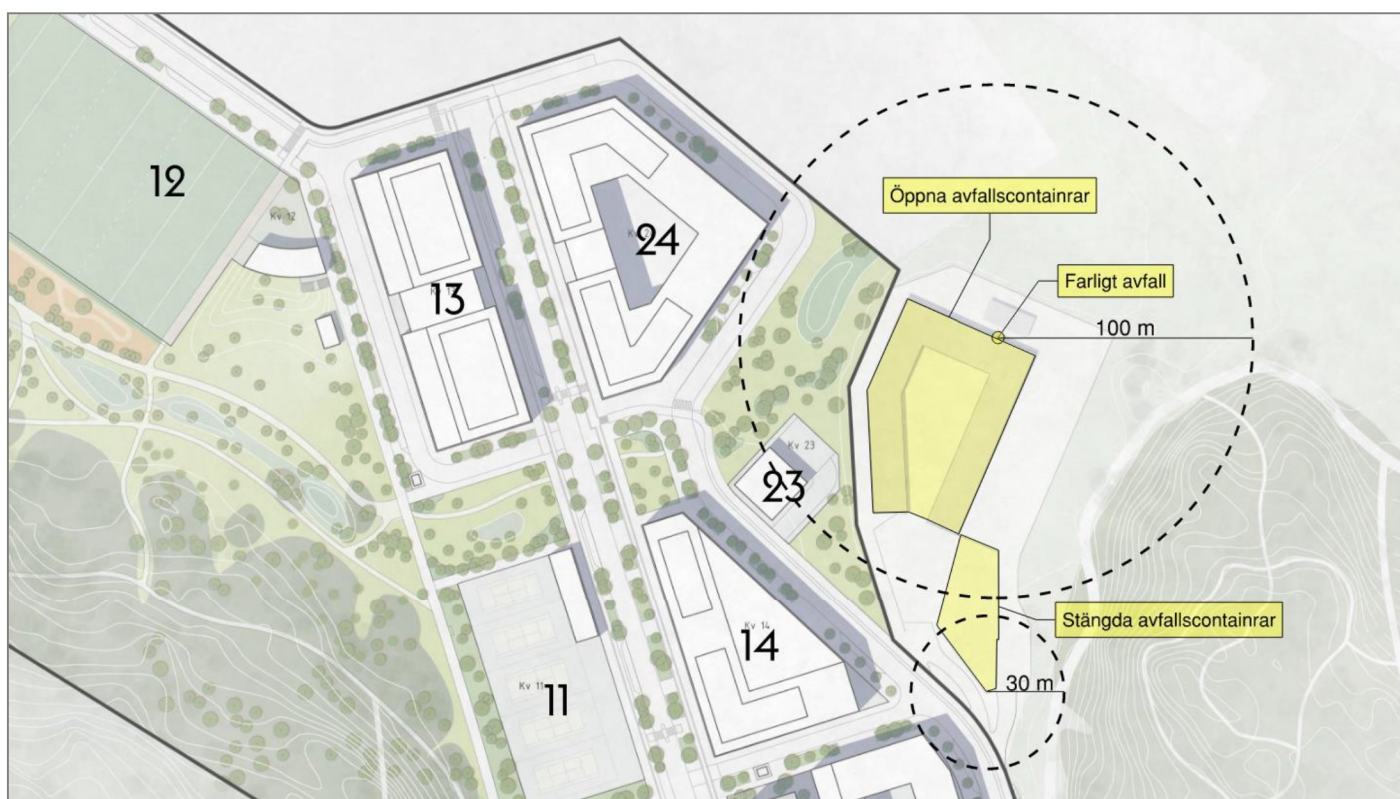 12
Kv 12
13
24
Öppna avfallscontainrar
Farligt avfall
100 m
Kv 23
23
Kv 14
14
Kv 11
11
Stängda avfallscontainrar
30 m